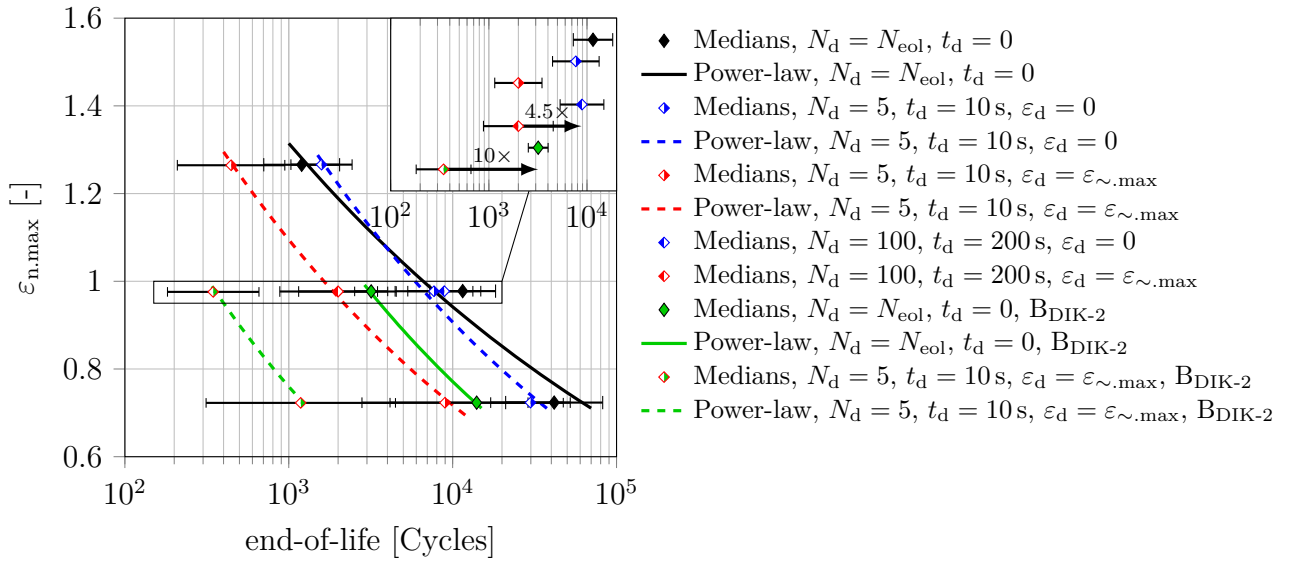 1.6
1.4
1.2
1
0.8
0.6
ε_n.max [-]
10^2
10^3
10^4
10^5
end-of-life [Cycles]
4.5×
10×
10^2
10^3
10^4
Medians, N_d = N_eol, t_d = 0
Power-law, N_d = N_eol, t_d = 0
Medians, N_d = 5, t_d = 10 s, ε_d = 0
Power-law, N_d = 5, t_d = 10 s, ε_d = 0
Medians, N_d = 5, t_d = 10 s, ε_d = ε_∼.max
Power-law, N_d = 5, t_d = 10 s, ε_d = ε_∼.max
Medians, N_d = 100, t_d = 200 s, ε_d = 0
Medians, N_d = 100, t_d = 200 s, ε_d = ε_∼.max
Medians, N_d = N_eol, t_d = 0, B_DIK-2
Power-law, N_d = N_eol, t_d = 0, B_DIK-2
Medians, N_d = 5, t_d = 10 s, ε_d = ε_∼.max, B_DIK-2
Power-law, N_d = 5, t_d = 10 s, ε_d = ε_∼.max, B_DIK-2